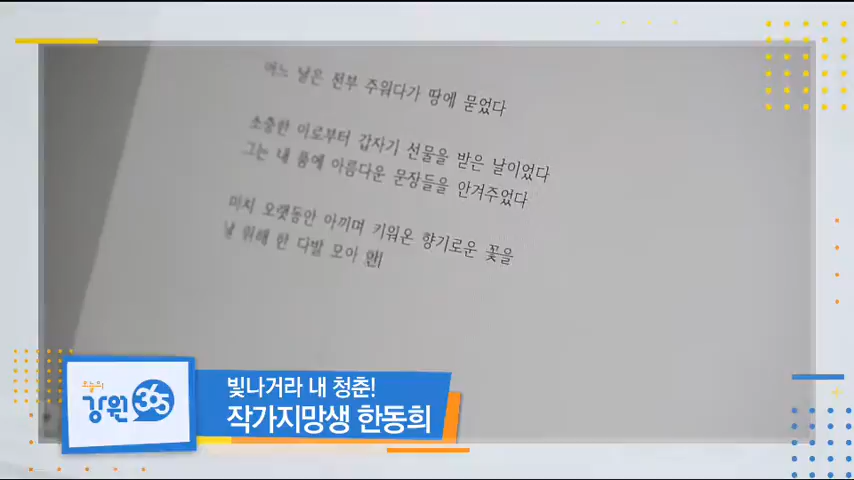 어느 날은 전부 주워다가 땅에 묻었다
소중한 이로부터 갑자기 선물을 받은 날이었다
그는 내 품에 아름다운 문장들을 안겨주었다
마치 오랫동안 아끼며 키워온 향기로운 꽃을
날 위해 한 다발 모아 안
오늘의
강원365
빛나거라 내 청춘!
작가지망생 한동희